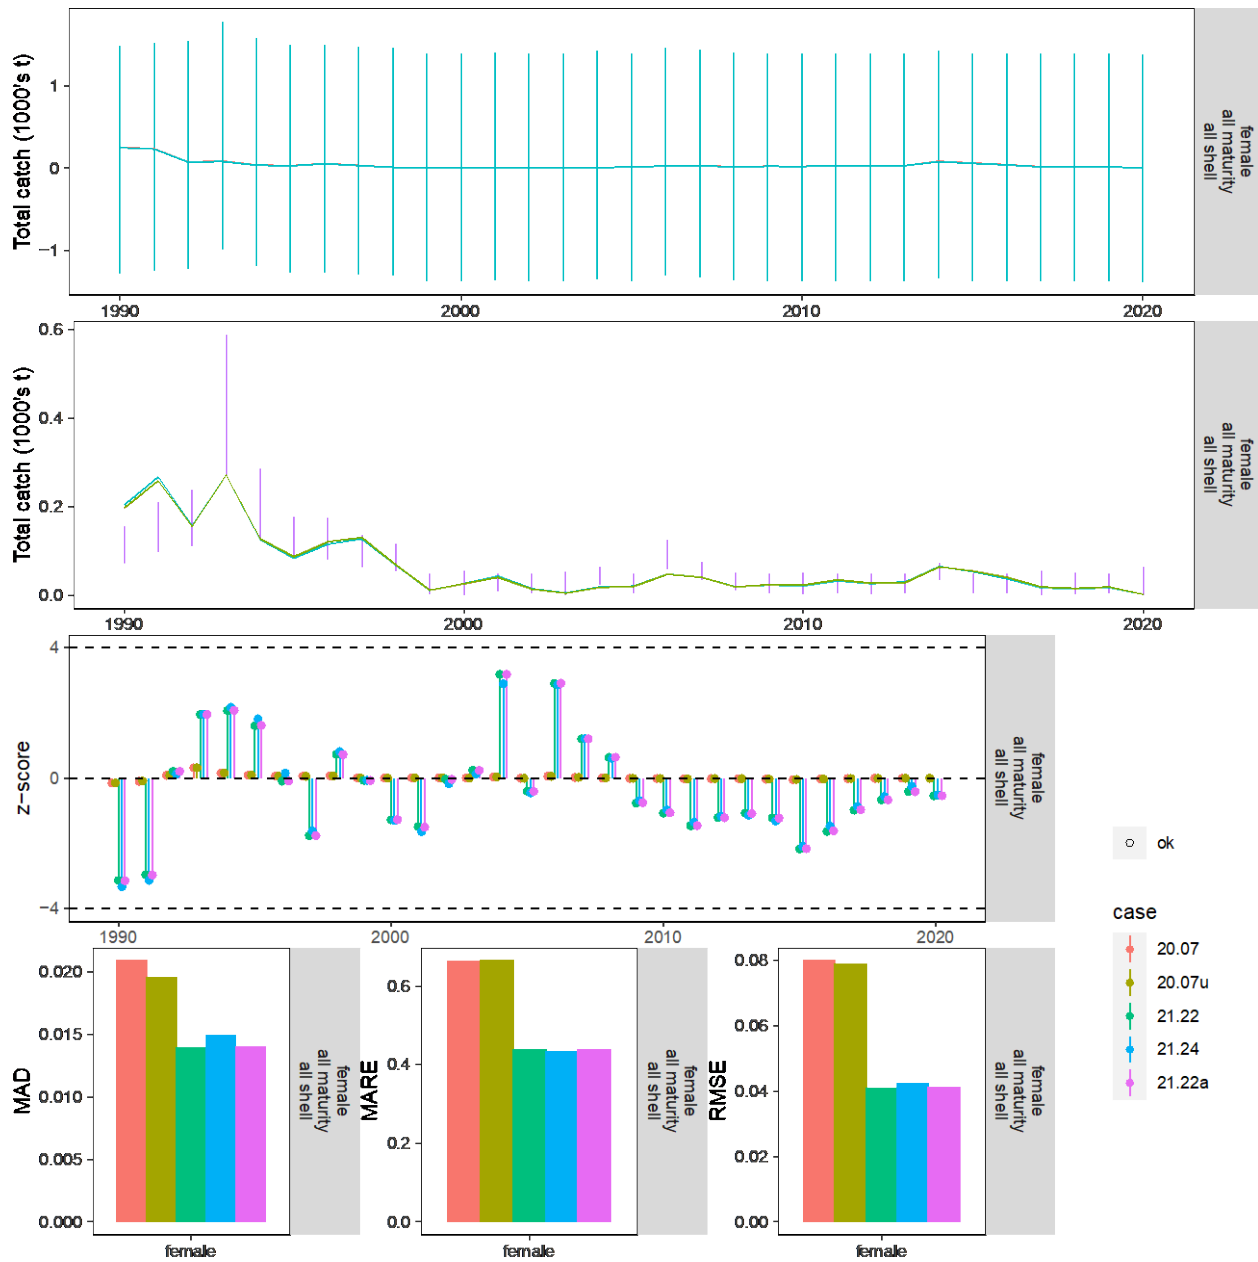 Total catch (1000's t)
1
0
−1
1990
2000
2010
2020
female
all maturity
all shell
Total catch (1000's t)
0.6
0.4
0.2
0.0
1990
2000
2010
2020
female
all maturity
all shell
z−score
4
0
−4
1990
2000
2010
2020
female
all maturity
all shell
ok
case
20.07
20.07u
21.22
21.24
21.22a
MAD
0.020
0.015
0.010
0.005
0.000
female
female
all maturity
all shell
MARE
0.6
0.4
0.2
0.0
female
female
all maturity
all shell
RMSE
0.08
0.06
0.04
0.02
0.00
female
female
all maturity
all shell